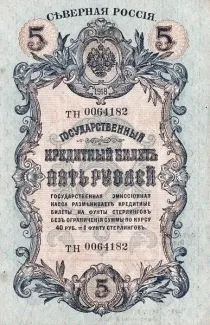 СѢВЕРНАЯ РОССІЯ.
5 5
1918
ТН 0064182
ГОСУДАРСТВЕННЫЙ
КРЕДИТНЫЙ БИЛЕТЪ
ПЯТЬ РУБЛЕЙ
ГОСУДАРСТВЕННАЯ ЭМИССІОННАЯ
КАССА РАЗМѢНИВАЕТЪ КРЕДИТНЫЕ
БИЛЕТЫ НА ФУНТЫ СТЕРЛИНГОВЪ
БЕЗЪ ОГРАНИЧЕНІЯ СУММЫ ПО КУРСУ
40 РУБ. = 1 ФУНТУ СТЕРЛИНГОВЪ.
ТН 0064182
5